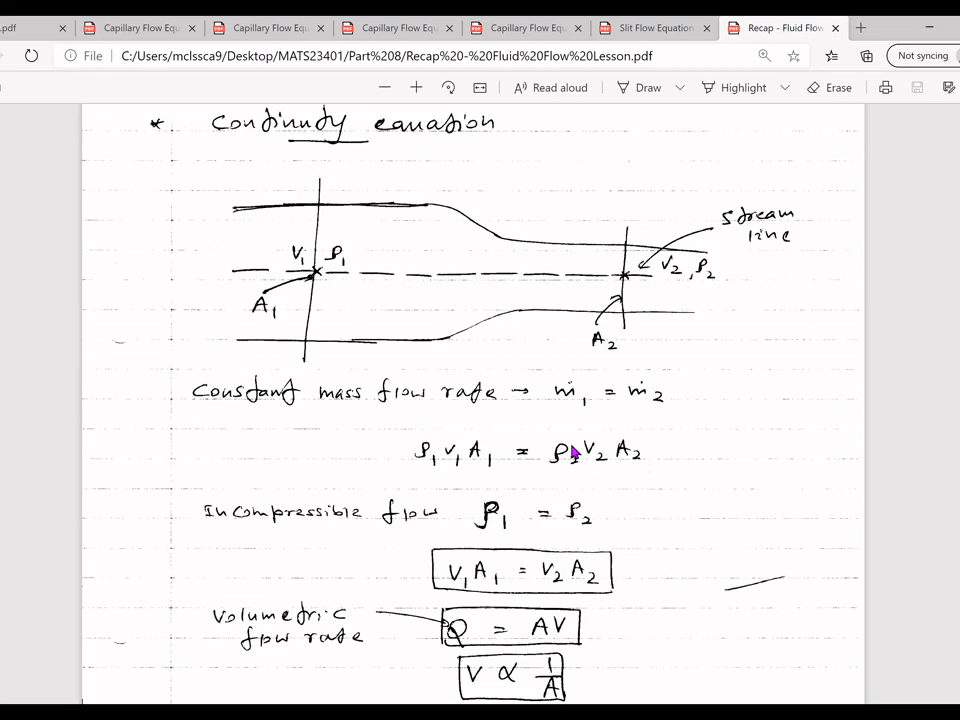 .pdf
Capillary Flow Equ
Capillary Flow Equ
Capillary Flow Equ
Capillary Flow Equ
Slit Flow Equation
Recap - Fluid Flow
File | C:/Users/mclssca9/Desktop/MATS23401/Part%208/Recap%20-%20Fluid%20Flow%20Lesson.pdf
Not syncing
Read aloud
Draw
Highlight
Erase
* Continuity equation
stream
line
V₁ ρ₁
V₂, ρ₂
A₁
A₂
Constant mass flow rate → ṁ₁ = ṁ₂
ρ₁ V₁ A₁ = ρ₂ V₂ A₂
Incompressible flow ρ₁ = ρ₂
V₁ A₁ = V₂ A₂
Volumetric
flow rate
Q = AV
V ∝ 1/A